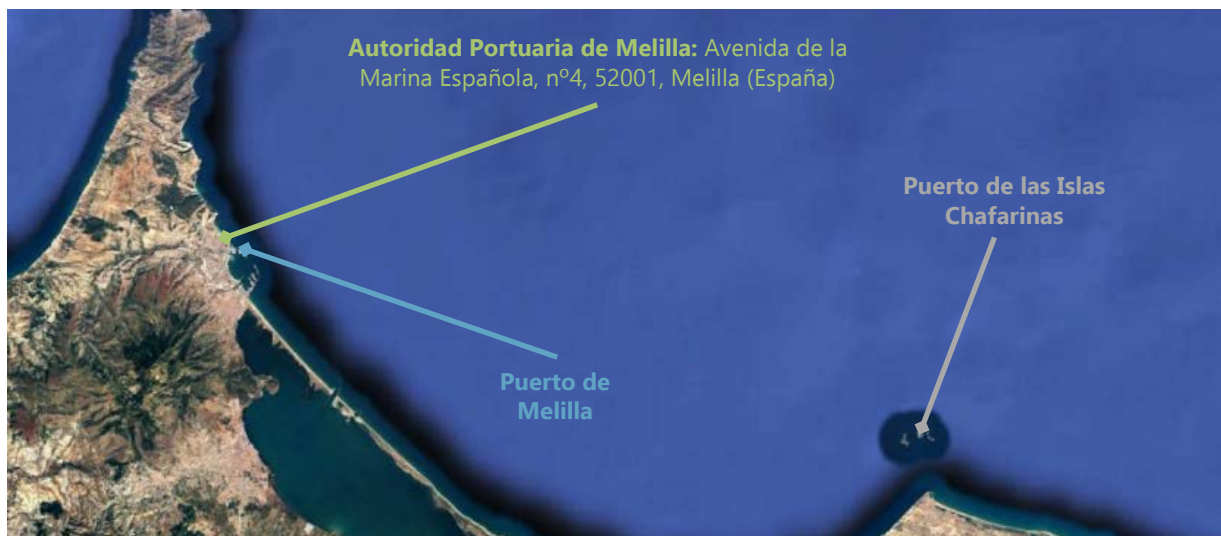 Autoridad Portuaria de Melilla: Avenida de la
Marina Española, nº4, 52001, Melilla (España)
Puerto de las Islas
Chafarinas
Puerto de
Melilla